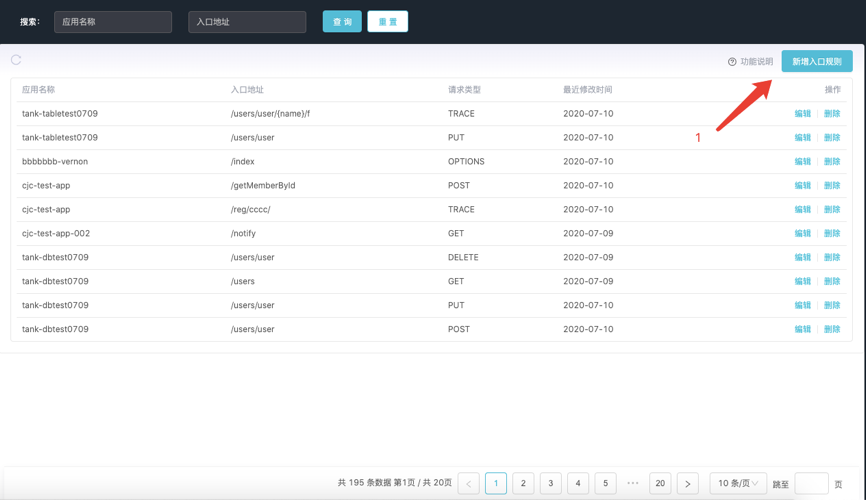 搜索： 应用名称 入口地址 查 询 重 置
功能说明 新增入口规则
应用名称 入口地址 请求类型 最近修改时间 操作
tank-tabletest0709 /users/user/{name}/f TRACE 2020-07-10 编辑 删除
1
tank-tabletest0709 /users/user PUT 2020-07-10 编辑 删除
bbbbbbb-vernon /index OPTIONS 2020-07-10 编辑 删除
cjc-test-app /getMemberById POST 2020-07-10 编辑 删除
cjc-test-app /reg/cccc/ TRACE 2020-07-10 编辑 删除
cjc-test-app-002 /notify GET 2020-07-09 编辑 删除
tank-dbtest0709 /users/user DELETE 2020-07-09 编辑 删除
tank-dbtest0709 /users GET 2020-07-09 编辑 删除
tank-dbtest0709 /users/user PUT 2020-07-10 编辑 删除
tank-dbtest0709 /users/user POST 2020-07-10 编辑 删除
共 195 条数据 第1页 / 共 20页 1 2 3 4 5 ••• 20 10 条/页 跳至 页